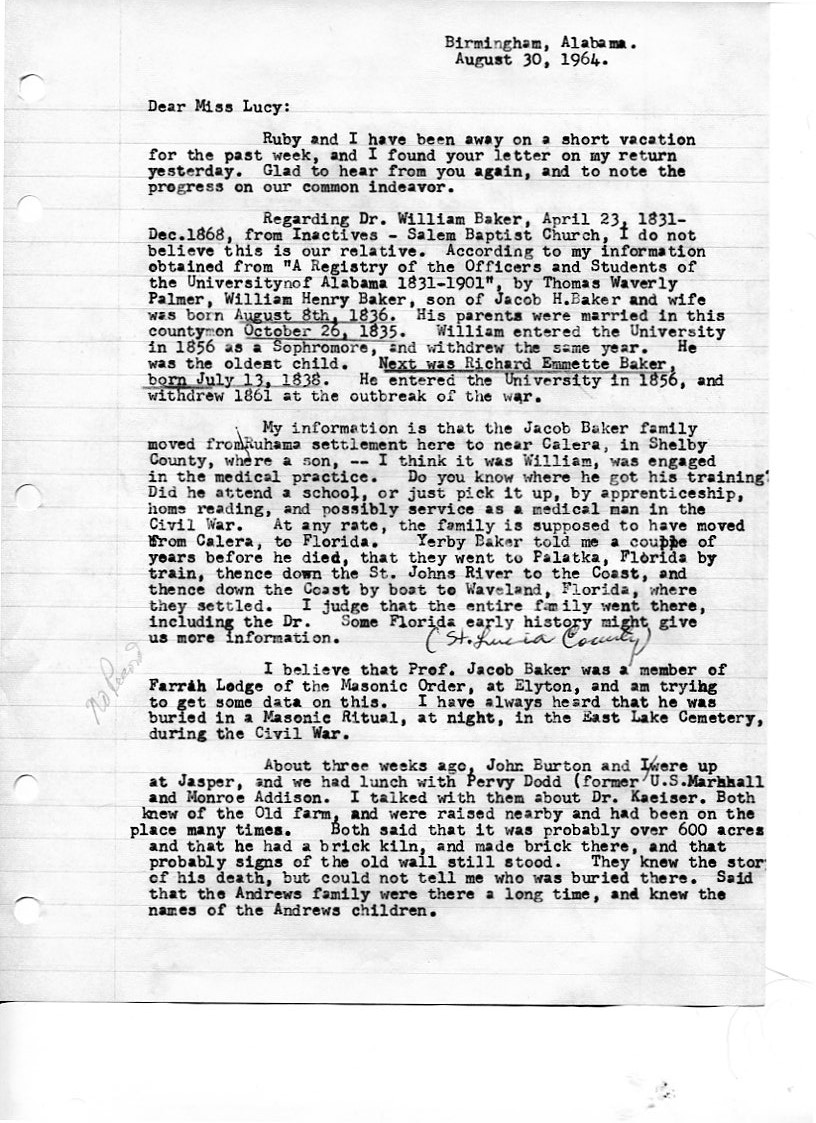 Birmingham, Alabama.
August 30, 1964.
Dear Miss Lucy:
Ruby and I have been away on a short vacation
for the past week, and I found your letter on my return
yesterday. Glad to hear from you again, and to note the
progress on our common indeavor.
Regarding Dr. William Baker, April 23, 1831-
Dec.1868, from Inactives - Salem Baptist Church, I do not
believe this is our relative. According to my information
obtained from "A Registry of the Officers and Students of
the Universitynof Alabama 1831-1901", by Thomas Waverly
Palmer, William Henry Baker, son of Jacob H.Baker and wife
was born August 8th, 1836. His parents were married in this
county on October 26, 1835. William entered the University
in 1856 as a Sophromore, and withdrew the same year. He
was the oldest child. Next was Richard Emmette Baker,
born July 13, 1838. He entered the University in 1856, and
withdrew 1861 at the outbreak of the war.
My information is that the Jacob Baker family
moved from Ruhama settlement here to near Calera, in Shelby
County, where a son, -- I think it was William, was engaged
in the medical practice. Do you know where he got his training?
Did he attend a school, or just pick it up, by apprenticeship,
home reading, and possibly service as a medical man in the
Civil War. At any rate, the family is supposed to have moved
from Calera, to Florida. Yerby Baker told me a couple of
years before he died, that they went to Palatka, Florida by
train, thence down the St. Johns River to the Coast, and
thence down the Coast by boat to Waveland, Florida, where
they settled. I judge that the entire family went there,
including the Dr. Some Florida early history might give
us more information. (St. Lucia County)
No Record
I believe that Prof. Jacob Baker was a member of
Farrah Lodge of the Masonic Order, at Elyton, and am trying
to get some data on this. I have always heard that he was
buried in a Masonic Ritual, at night, in the East Lake Cemetery,
during the Civil War.
About three weeks ago, John Burton and I were up
at Jasper, and we had lunch with Pervy Dodd (former U.S.Marhhall
and Monroe Addison. I talked with them about Dr. Kaeiser. Both
knew of the Old farm, and were raised nearby and had been on the
place many times. Both said that it was probably over 600 acres
and that he had a brick kiln, and made brick there, and that
probably signs of the old wall still stood. They knew the stor
of his death, but could not tell me who was buried there. Said
that the Andrews family were there a long time, and knew the
names of the Andrews children.